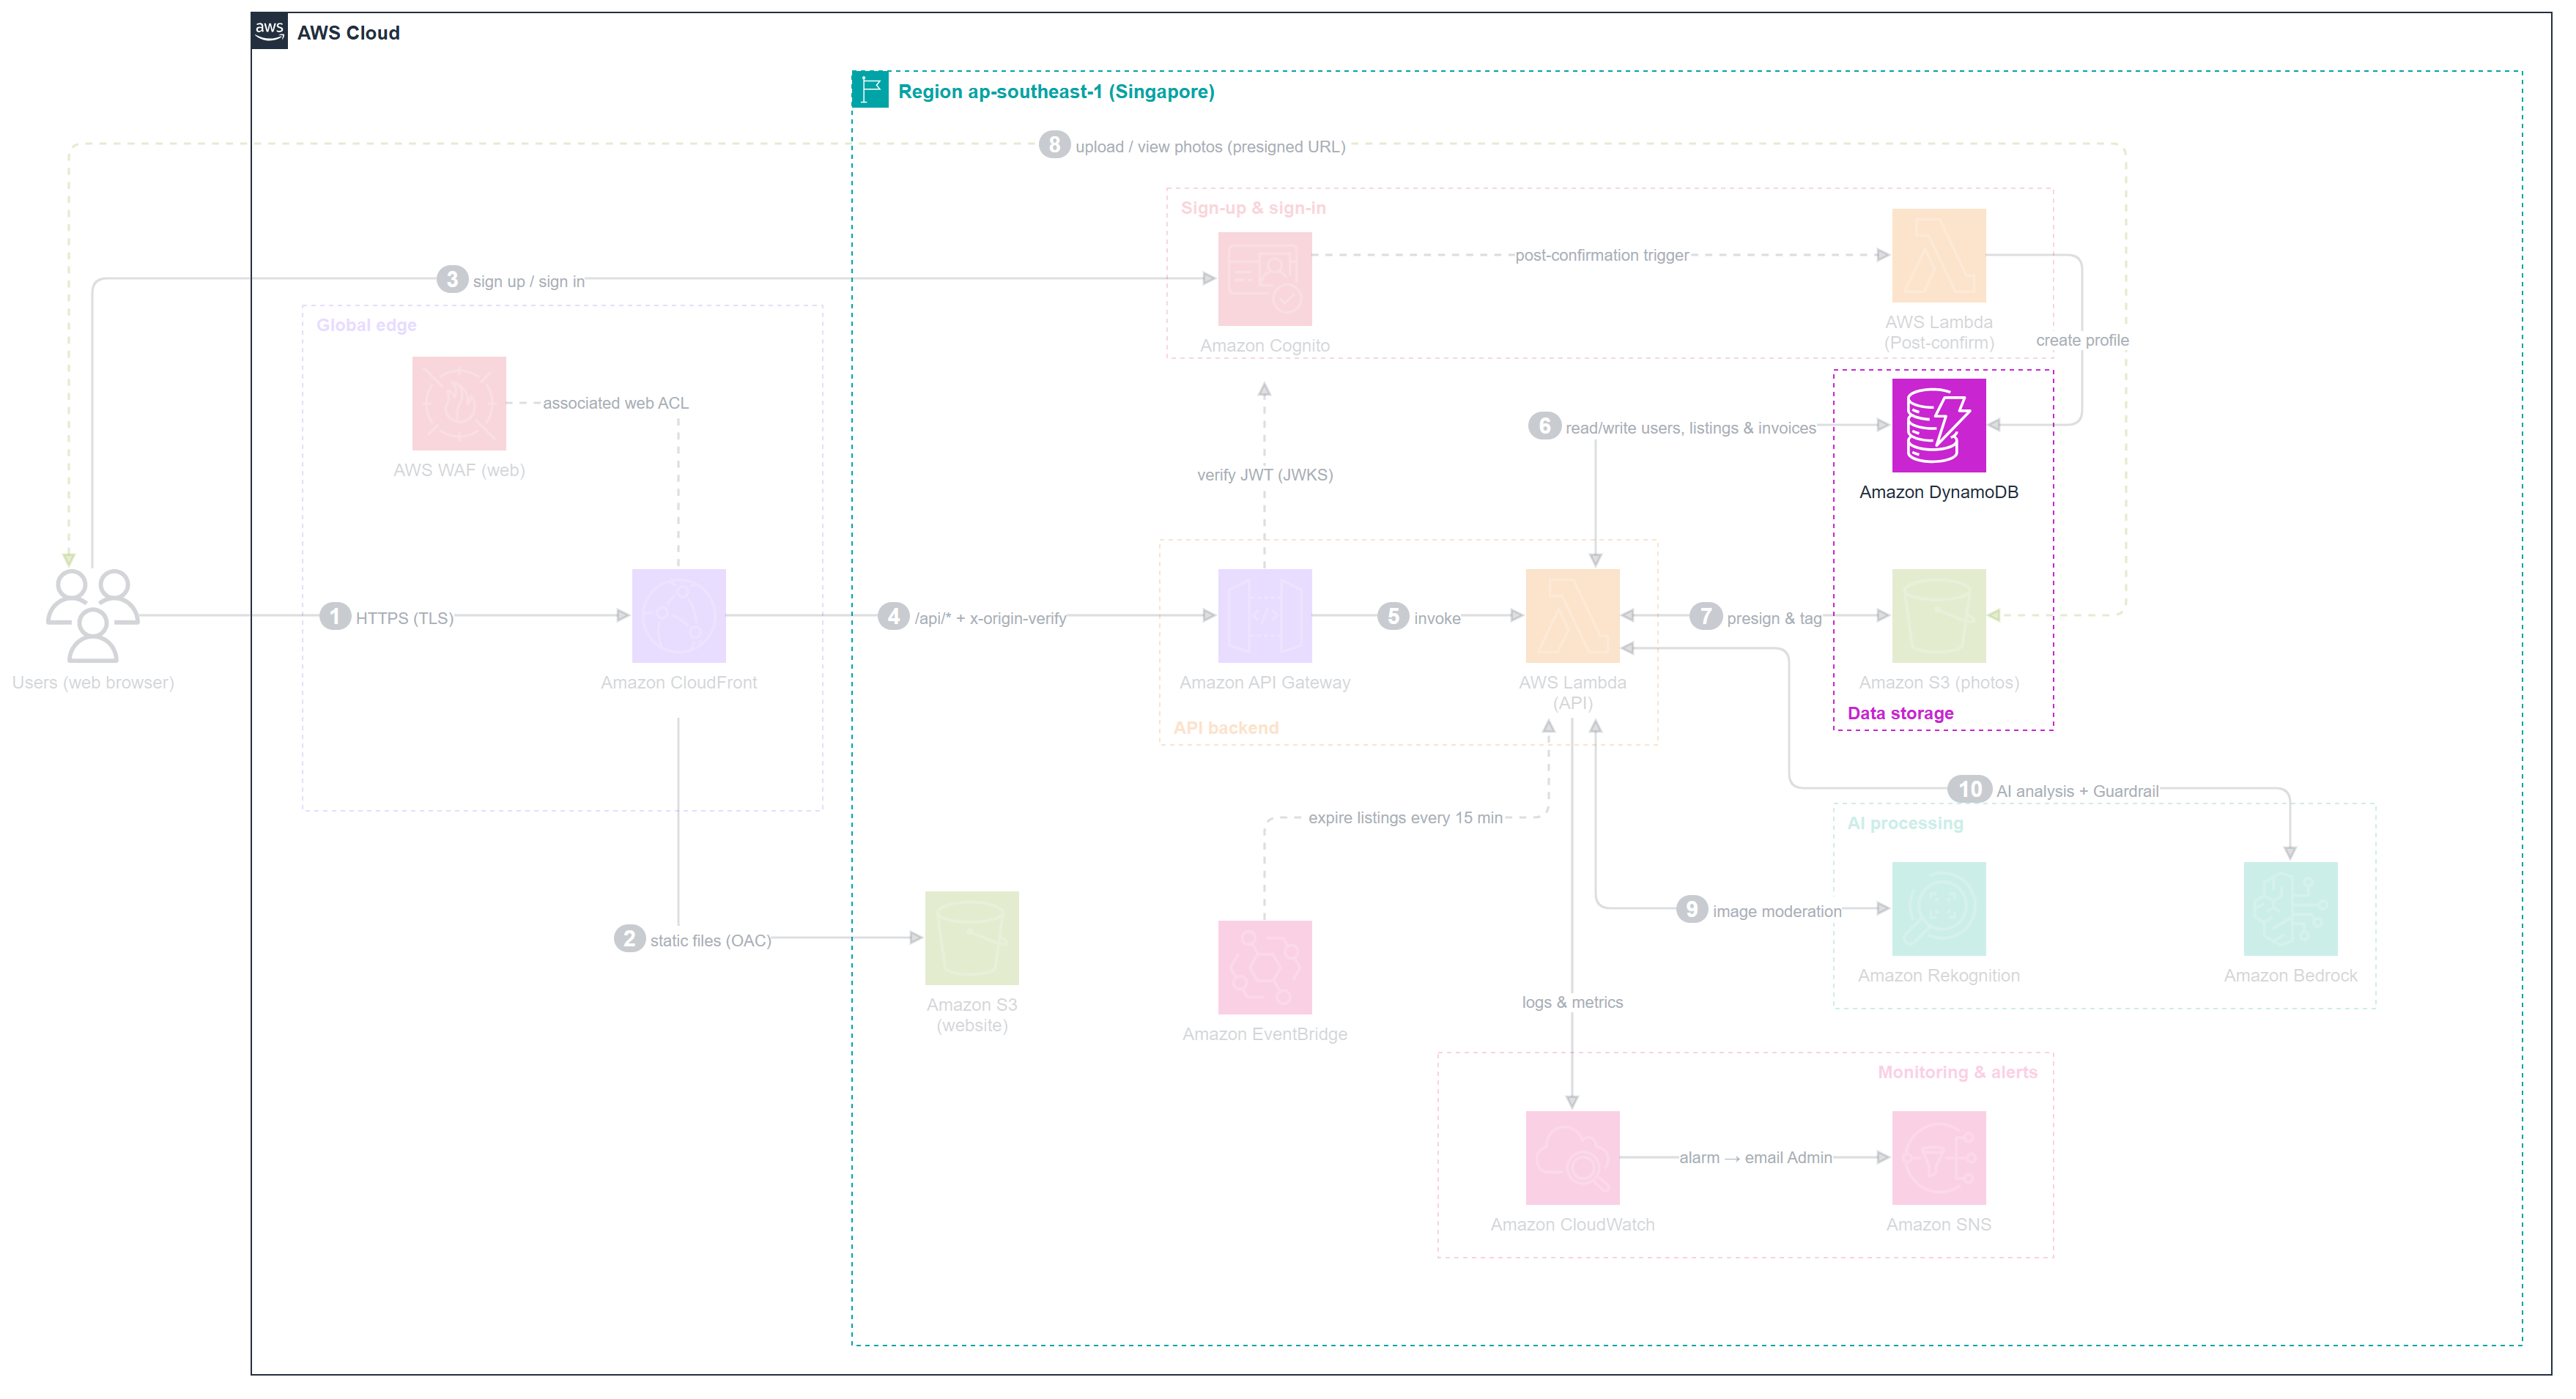 aws
AWS Cloud
Region ap-southeast-1 (Singapore)
8 upload / view photos (presigned URL)
Sign-up & sign-in
post-confirmation trigger
3 sign up / sign in
Amazon Cognito
AWS Lambda
(Post-confirm)
create profile
Global edge
associated web ACL
AWS WAF (web)
verify JWT (JWKS)
6 read/write users, listings & invoices
Amazon DynamoDB
1 HTTPS (TLS)
Users (web browser)
Amazon CloudFront
4 /api/* + x-origin-verify
Amazon API Gateway
5 invoke
AWS Lambda
(API)
7 presign & tag
Amazon S3 (photos)
Data storage
API backend
10 AI analysis + Guardrail
expire listings every 15 min
AI processing
9 image moderation
Amazon Rekognition
Amazon Bedrock
2 static files (OAC)
Amazon S3
(website)
Amazon EventBridge
logs & metrics
Monitoring & alerts
alarm → email Admin
Amazon CloudWatch
Amazon SNS